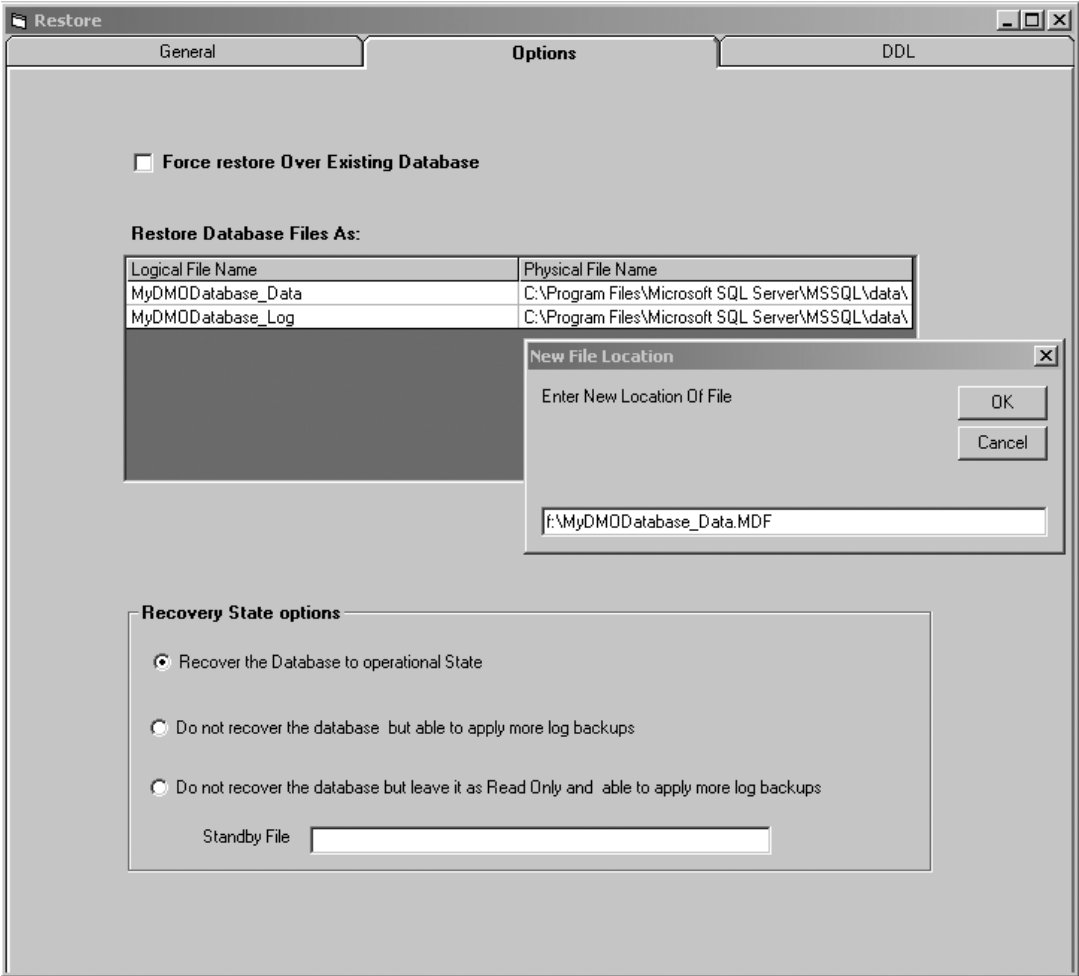 Restore
General Options DDL
Force restore Over Existing Database
Restore Database Files As:
Logical File Name Physical File Name
MyDMODatabase_Data C:\Program Files\Microsoft SQL Server\MSSQL\data\
MyDMODatabase_Log C:\Program Files\Microsoft SQL Server\MSSQL\data\
New File Location
Enter New Location Of File
OK
Cancel
f:\MyDMODatabase_Data.MDF
Recovery State options
Recover the Database to operational State
Do not recover the database but able to apply more log backups
Do not recover the database but leave it as Read Only and able to apply more log backups
Standby File